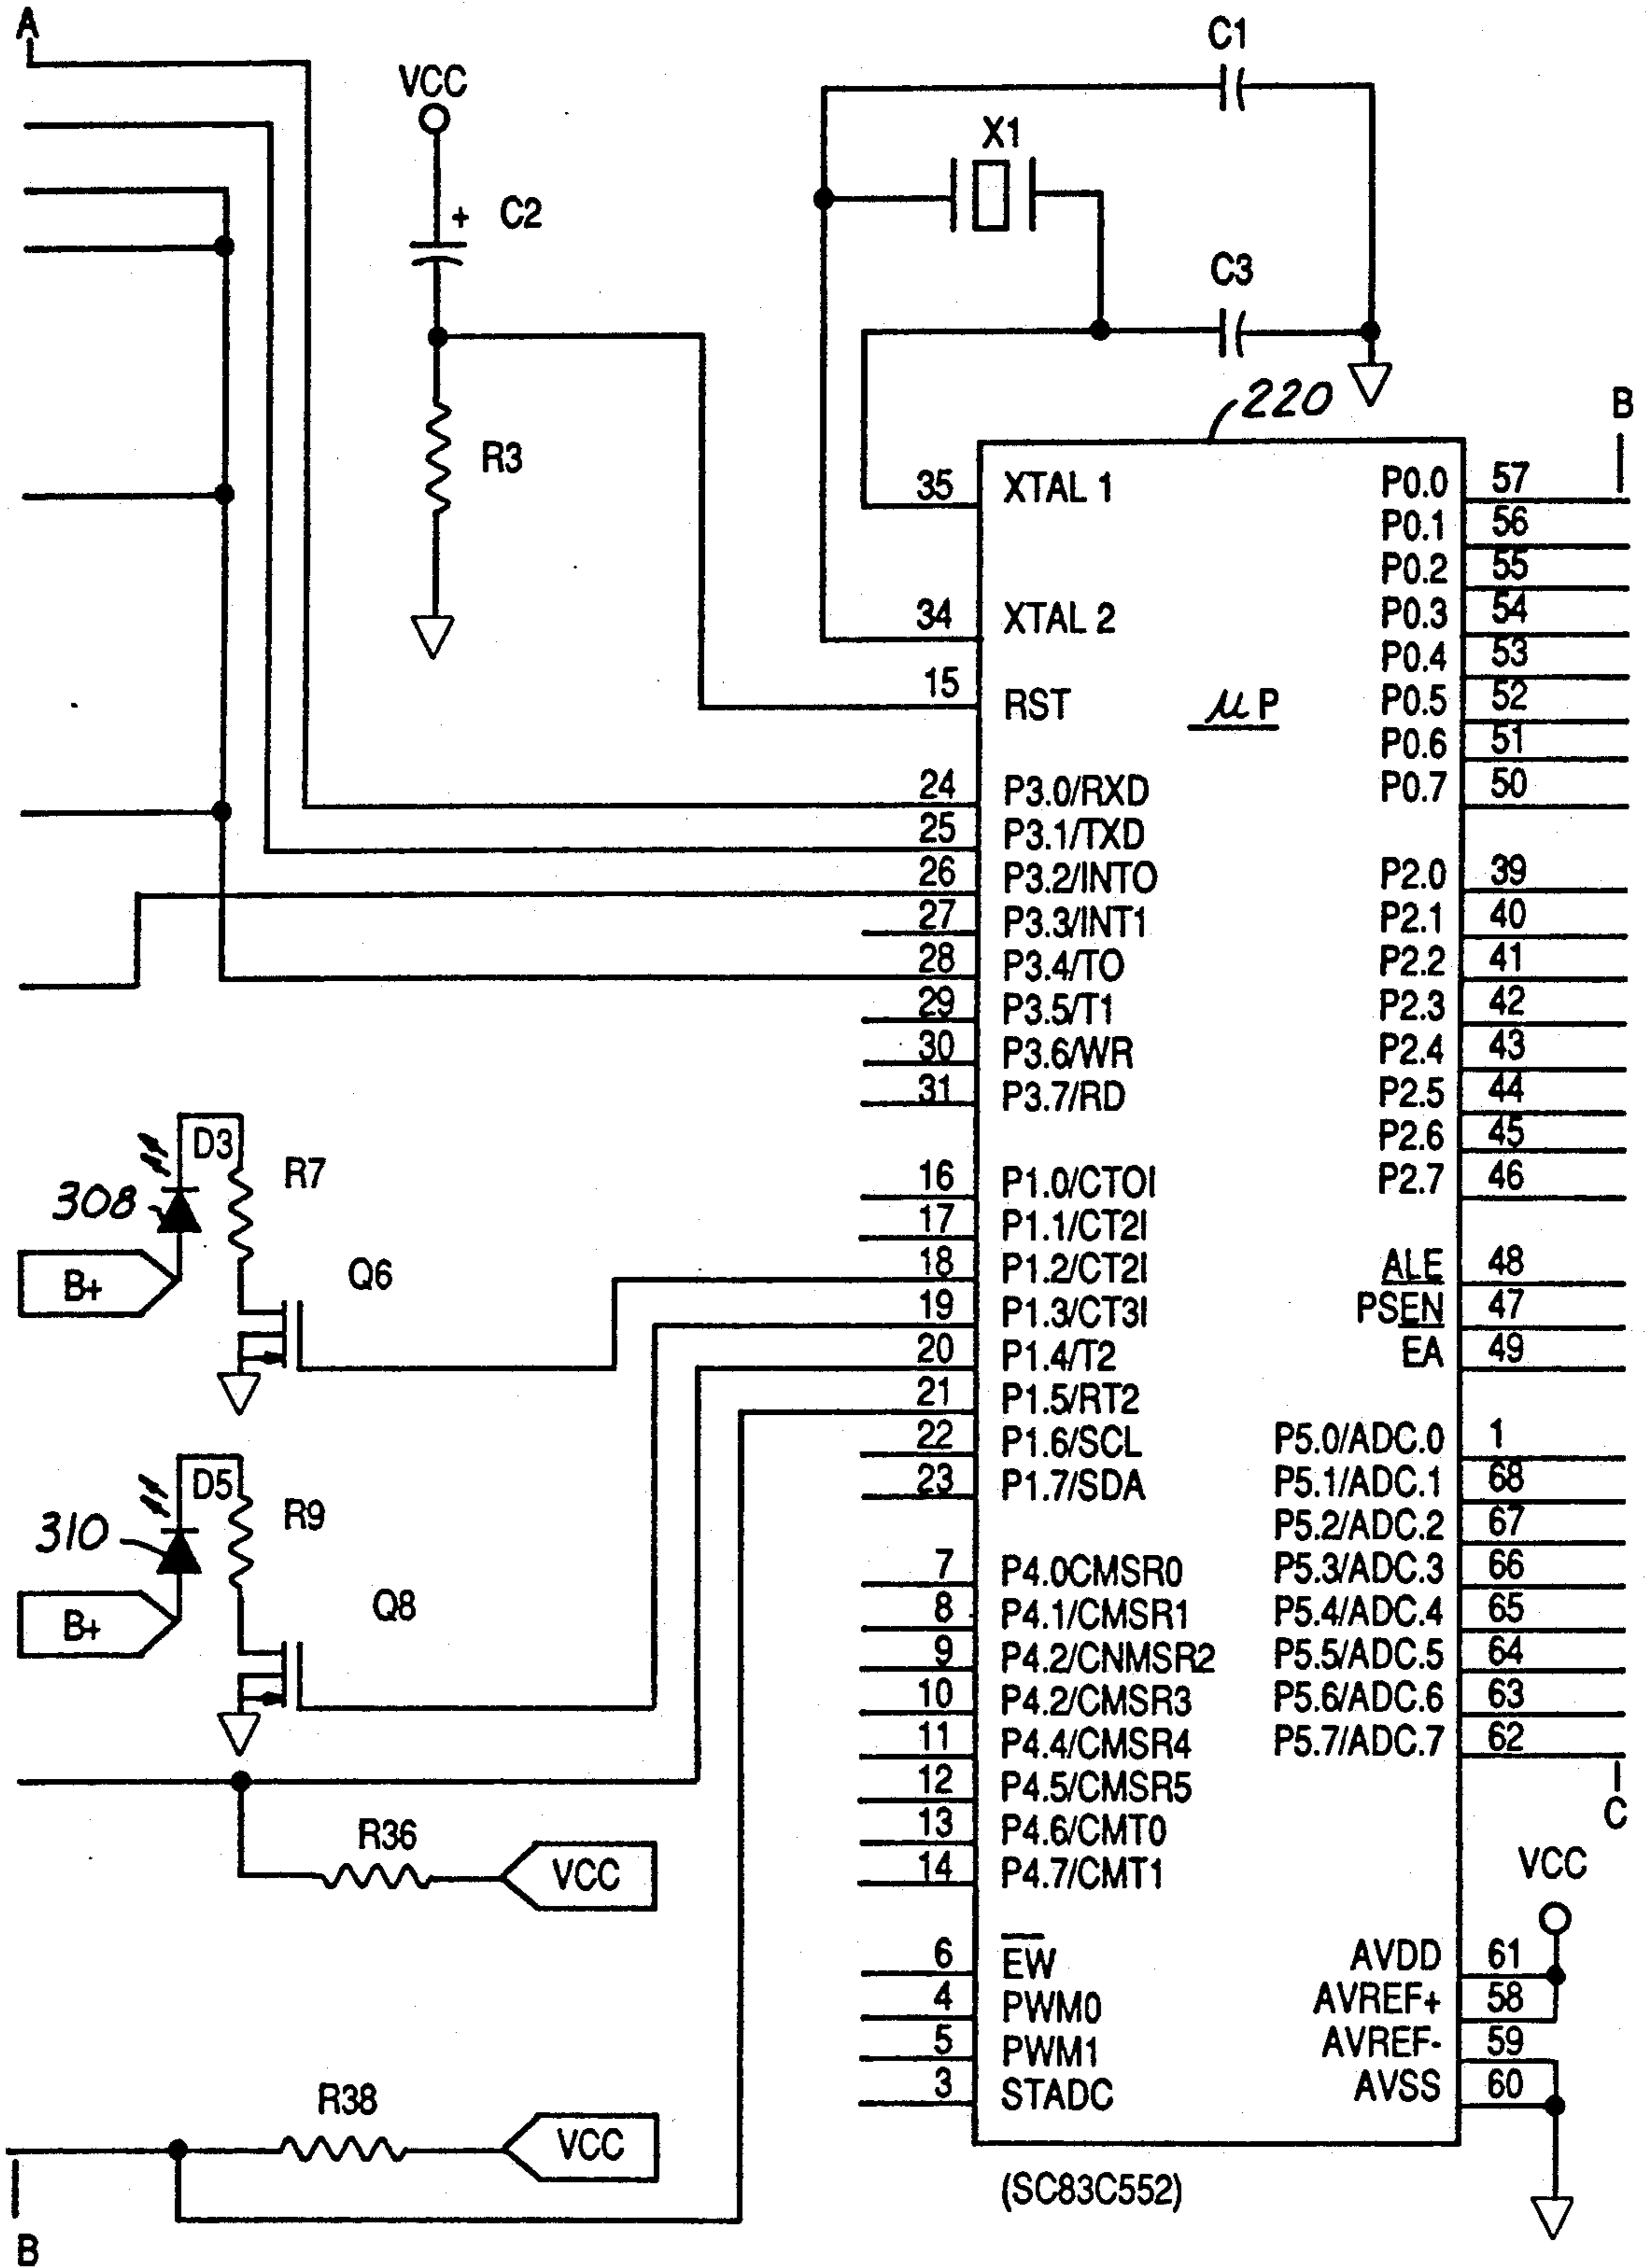 A
C1
VCC
X1
+ C2
C3
220
B
R3
35 XTAL 1
34 XTAL 2
15 RST
µP
24 P3.0/RXD
25 P3.1/TXD
26 P3.2/INTO
27 P3.3/INT1
28 P3.4/TO
29 P3.5/T1
30 P3.6/WR
31 P3.7/RD
16 P1.0/CTOI
17 P1.1/CT2I
18 P1.2/CT2I
19 P1.3/CT3I
20 P1.4/T2
21 P1.5/RT2
22 P1.6/SCL
23 P1.7/SDA
7 P4.0CMSR0
8 P4.1/CMSR1
9 P4.2/CNMSR2
10 P4.2/CMSR3
11 P4.4/CMSR4
12 P4.5/CMSR5
13 P4.6/CMT0
14 P4.7/CMT1
6 EW
4 PWM0
5 PWM1
3 STADC
P0.0 57
P0.1 56
P0.2 55
P0.3 54
P0.4 53
P0.5 52
P0.6 51
P0.7 50
P2.0 39
P2.1 40
P2.2 41
P2.3 42
P2.4 43
P2.5 44
P2.6 45
P2.7 46
ALE 48
PSEN 47
EA 49
P5.0/ADC.0 1
P5.1/ADC.1 68
P5.2/ADC.2 67
P5.3/ADC.3 66
P5.4/ADC.4 65
P5.5/ADC.5 64
P5.6/ADC.6 63
P5.7/ADC.7 62
C
VCC
AVDD 61
AVREF+ 58
AVREF- 59
AVSS 60
(SC83C552)
D3
R7
308
B+
Q6
D5
R9
310
B+
Q8
R36
VCC
R38
VCC
B